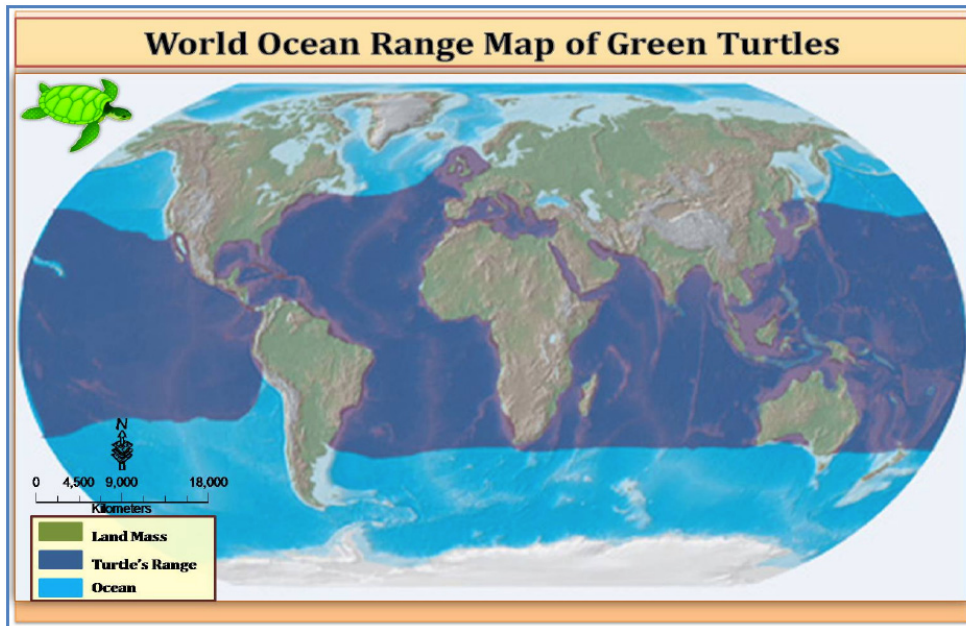 World Ocean Range Map of Green Turtles
N
0 4,500 9,000 18,000
Kilometers
Land Mass
Turtle's Range
Ocean